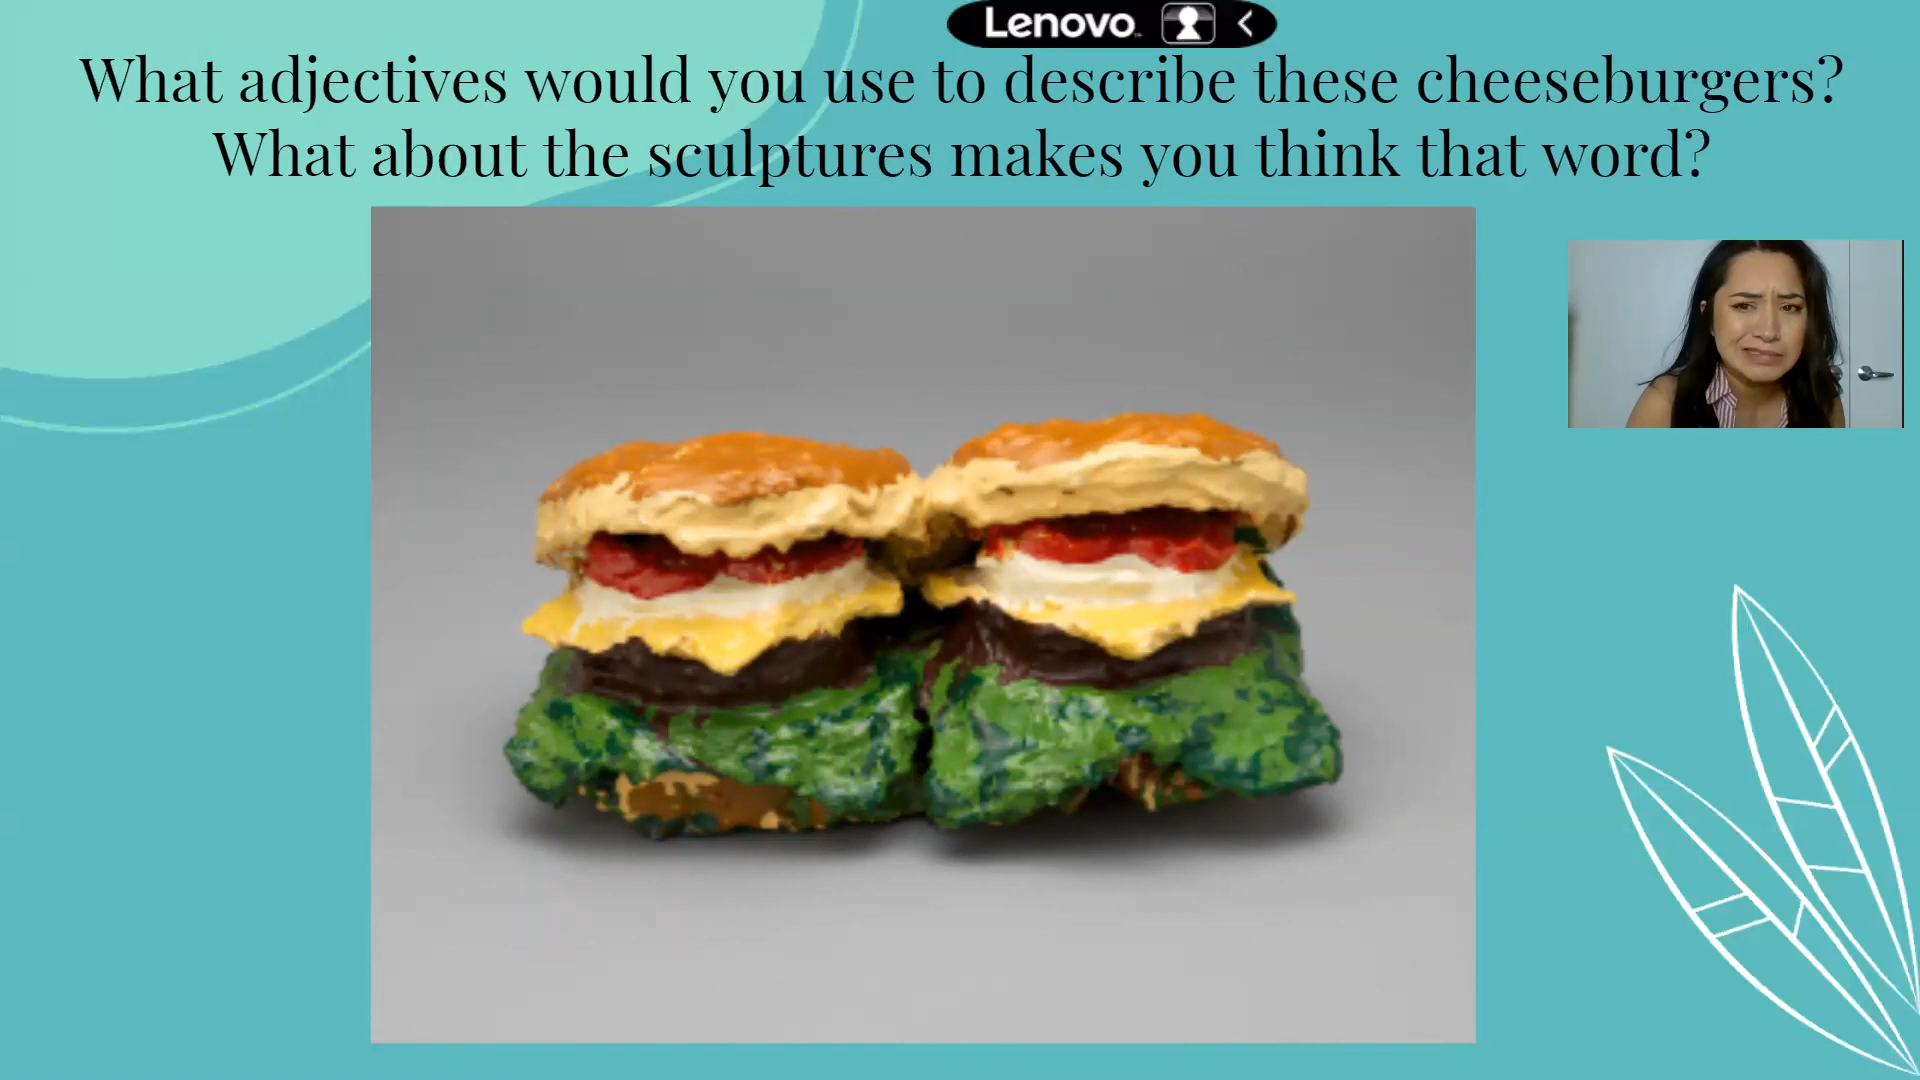 Lenovo
What adjectives would you use to describe these cheeseburgers?
What about the sculptures makes you think that word?